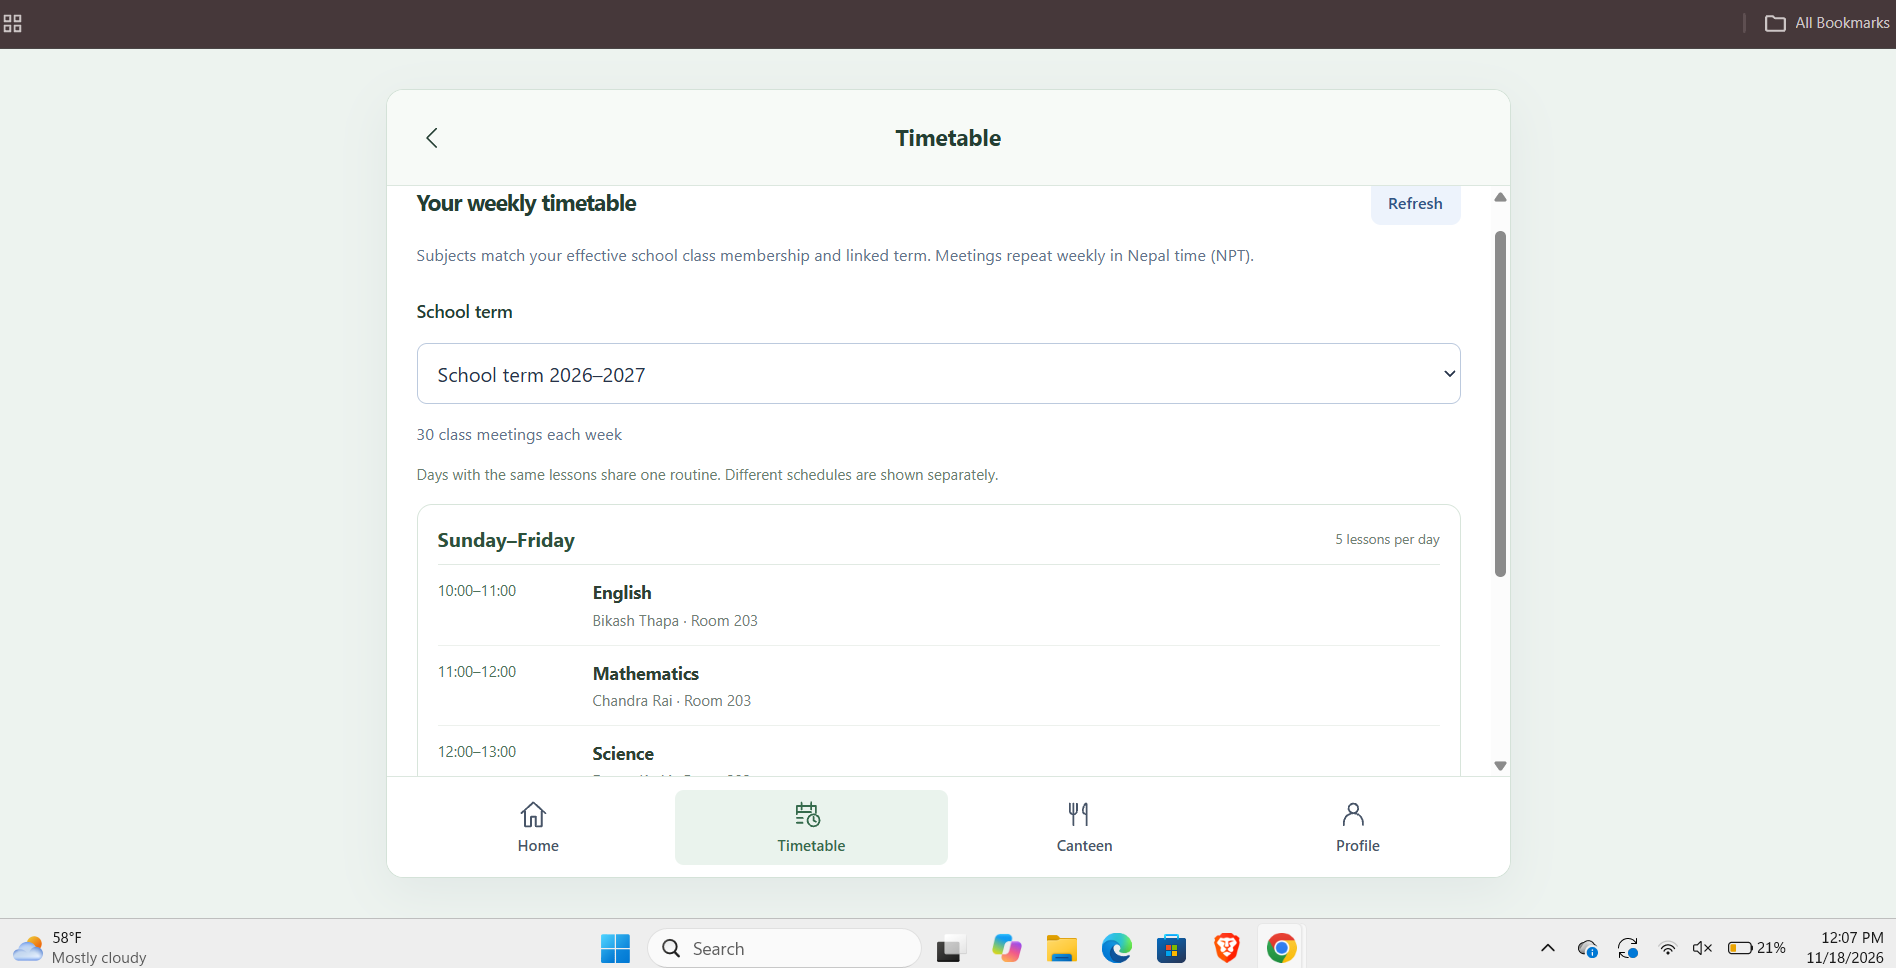 All Bookmarks
Timetable
Your weekly timetable
Refresh
Subjects match your effective school class membership and linked term. Meetings repeat weekly in Nepal time (NPT).
School term
School term 2026–2027
30 class meetings each week
Days with the same lessons share one routine. Different schedules are shown separately.
Sunday–Friday
5 lessons per day
10:00–11:00
English
Bikash Thapa · Room 203
11:00–12:00
Mathematics
Chandra Rai · Room 203
12:00–13:00
Science
Home
Timetable
Canteen
Profile
58°F
Mostly cloudy
Search
21%
12:07 PM
11/18/2026